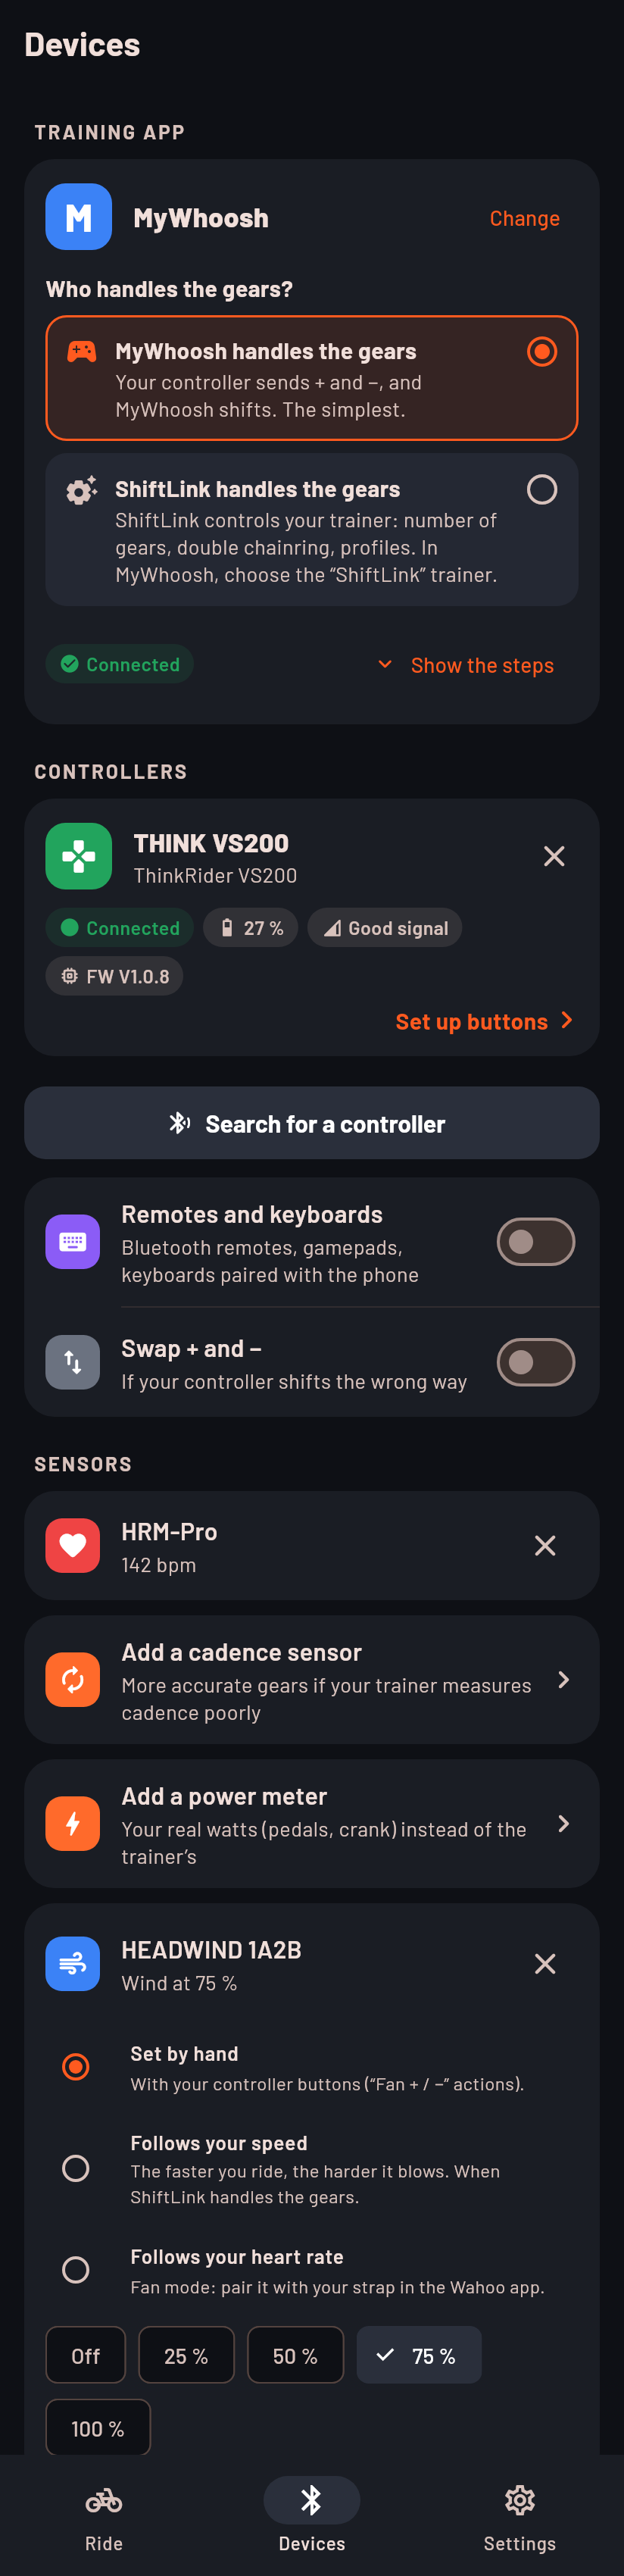 Devices
TRAINING APP
M
MyWhoosh
Change
Who handles the gears?
MyWhoosh handles the gears
Your controller sends + and −, and
MyWhoosh shifts. The simplest.
ShiftLink handles the gears
ShiftLink controls your trainer: number of
gears, double chainring, profiles. In
MyWhoosh, choose the “ShiftLink” trainer.
Connected
Show the steps
CONTROLLERS
THINK VS200
ThinkRider VS200
Connected
27 %
Good signal
FW V1.0.8
Set up buttons
Search for a controller
Remotes and keyboards
Bluetooth remotes, gamepads,
keyboards paired with the phone
Swap + and −
If your controller shifts the wrong way
SENSORS
HRM-Pro
142 bpm
Add a cadence sensor
More accurate gears if your trainer measures
cadence poorly
Add a power meter
Your real watts (pedals, crank) instead of the
trainer’s
HEADWIND 1A2B
Wind at 75 %
Set by hand
With your controller buttons (“Fan + / −” actions).
Follows your speed
The faster you ride, the harder it blows. When
ShiftLink handles the gears.
Follows your heart rate
Fan mode: pair it with your strap in the Wahoo app.
Off
25 %
50 %
75 %
100 %
Ride
Devices
Settings